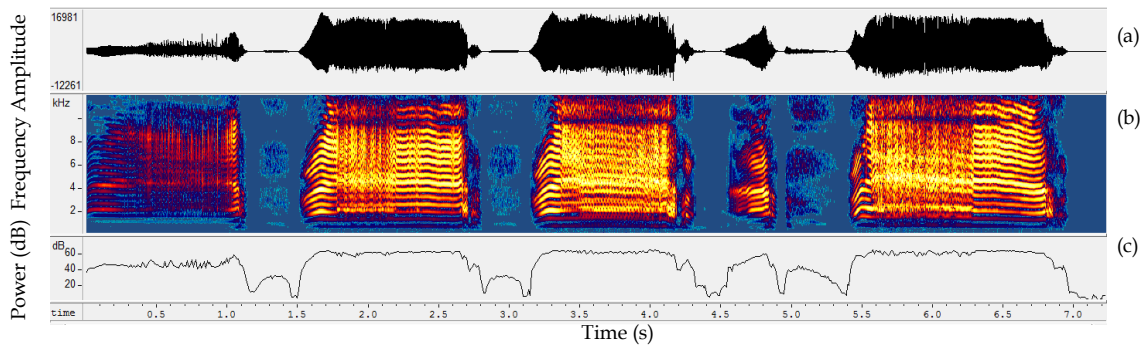 16981
(a)
Amplitude
-12261
kHz
(b)
Frequency
8
6
4
2
dB
(c)
Power (dB)
60
40
20
time 0.5 1.0 1.5 2.0 2.5 3.0 3.5 4.0 4.5 5.0 5.5 6.0 6.5 7.0
Time (s)